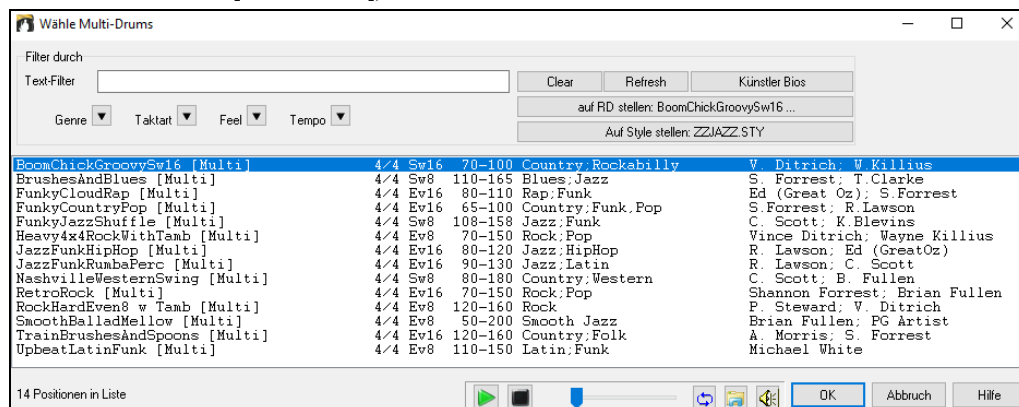 Wähle Multi-Drums
Filter durch
Text-Filter Clear Refresh Künstler Bios
auf RD stellen: BoomChickGroovySw16 ...
Genre Taktart Feel Tempo
Auf Style stellen: ZZJAZZ.STY
BoomChickGroovySw16 [Multi] 4/4 Sw16 70-100 Country;Rockabilly V. Ditrich; W.Killius
BrushesAndBlues [Multi] 4/4 Sw8 110-165 Blues;Jazz S. Forrest; T.Clarke
FunkyCloudRap [Multi] 4/4 Ev16 80-110 Rap;Funk Ed (Great Oz); S.Forrest
FunkyCountryPop [Multi] 4/4 Ev16 65-100 Country;Funk,Pop S.Forrest; R.Lawson
FunkyJazzShuffle [Multi] 4/4 Sw8 108-158 Jazz;Funk C. Scott; K.Blevins
Heavy4x4RockWithTamb [Multi] 4/4 Ev8 70-150 Rock;Pop Vince Ditrich; Wayne Killius
JazzFunkHipHop [Multi] 4/4 Ev16 80-120 Jazz;HipHop R. Lawson; Ed (GreatOz)
JazzFunkRumbaPerc [Multi] 4/4 Ev16 90-130 Jazz;Latin R. Lawson; C. Scott
NashvilleWesternSwing [Multi] 4/4 Sw8 80-180 Country;Western C. Scott; B. Fullen
RetroRock [Multi] 4/4 Ev16 70-150 Rock;Pop Shannon Forrest; Brian Fullen
RockHardEven8 w Tamb [Multi] 4/4 Ev8 120-160 Rock P. Steward; V. Ditrich
SmoothBalladMellow [Multi] 4/4 Ev8 50-200 Smooth Jazz Brian Fullen; PG Artist
TrainBrushesAndSpoons [Multi] 4/4 Ev16 120-160 Country;Folk A. Morris; S. Forrest
UpbeatLatinFunk [Multi] 4/4 Ev8 110-150 Latin;Funk Michael White
14 Positionen in Liste OK Abbruch Hilfe